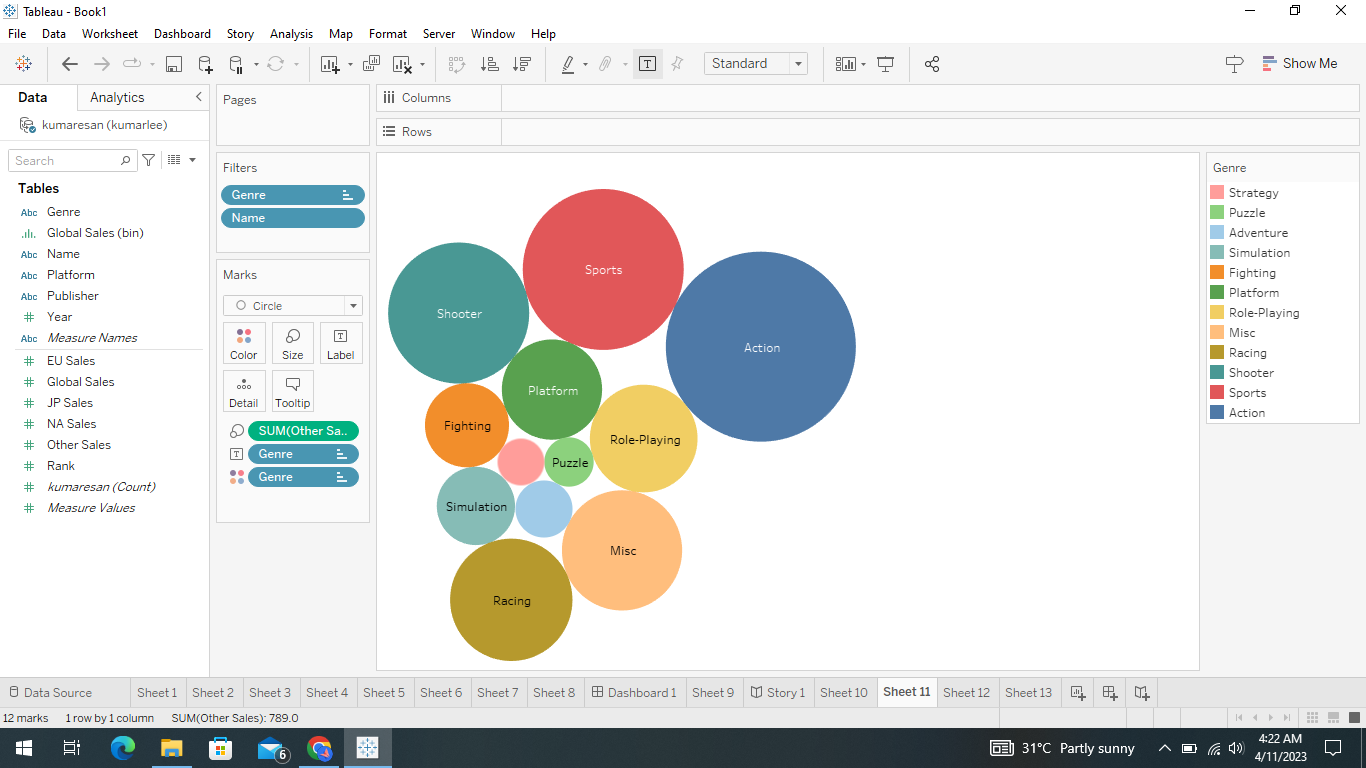 Tableau - Book1
File Data Worksheet Dashboard Story Analysis Map Format Server Window Help
Standard
Show Me
Data Analytics
kumaresan (kumarlee)
Search
Tables
Abc Genre
Global Sales (bin)
Abc Name
Abc Platform
Abc Publisher
# Year
Abc Measure Names
# EU Sales
# Global Sales
# JP Sales
# NA Sales
# Other Sales
# Rank
# kumaresan (Count)
# Measure Values
Pages
Filters
Genre
Name
Marks
Circle
Color Size Label
Detail Tooltip
SUM(Other Sa..
Genre
Genre
Columns
Rows
Sports
Shooter
Action
Platform
Fighting
Role-Playing
Puzzle
Simulation
Misc
Racing
Genre
Strategy
Puzzle
Adventure
Simulation
Fighting
Platform
Role-Playing
Misc
Racing
Shooter
Sports
Action
Data Source Sheet 1 Sheet 2 Sheet 3 Sheet 4 Sheet 5 Sheet 6 Sheet 7 Sheet 8 Dashboard 1 Sheet 9 Story 1 Sheet 10 Sheet 11 Sheet 12 Sheet 13
12 marks 1 row by 1 column SUM(Other Sales): 789.0
6
31°C Partly sunny
4:22 AM
4/11/2023